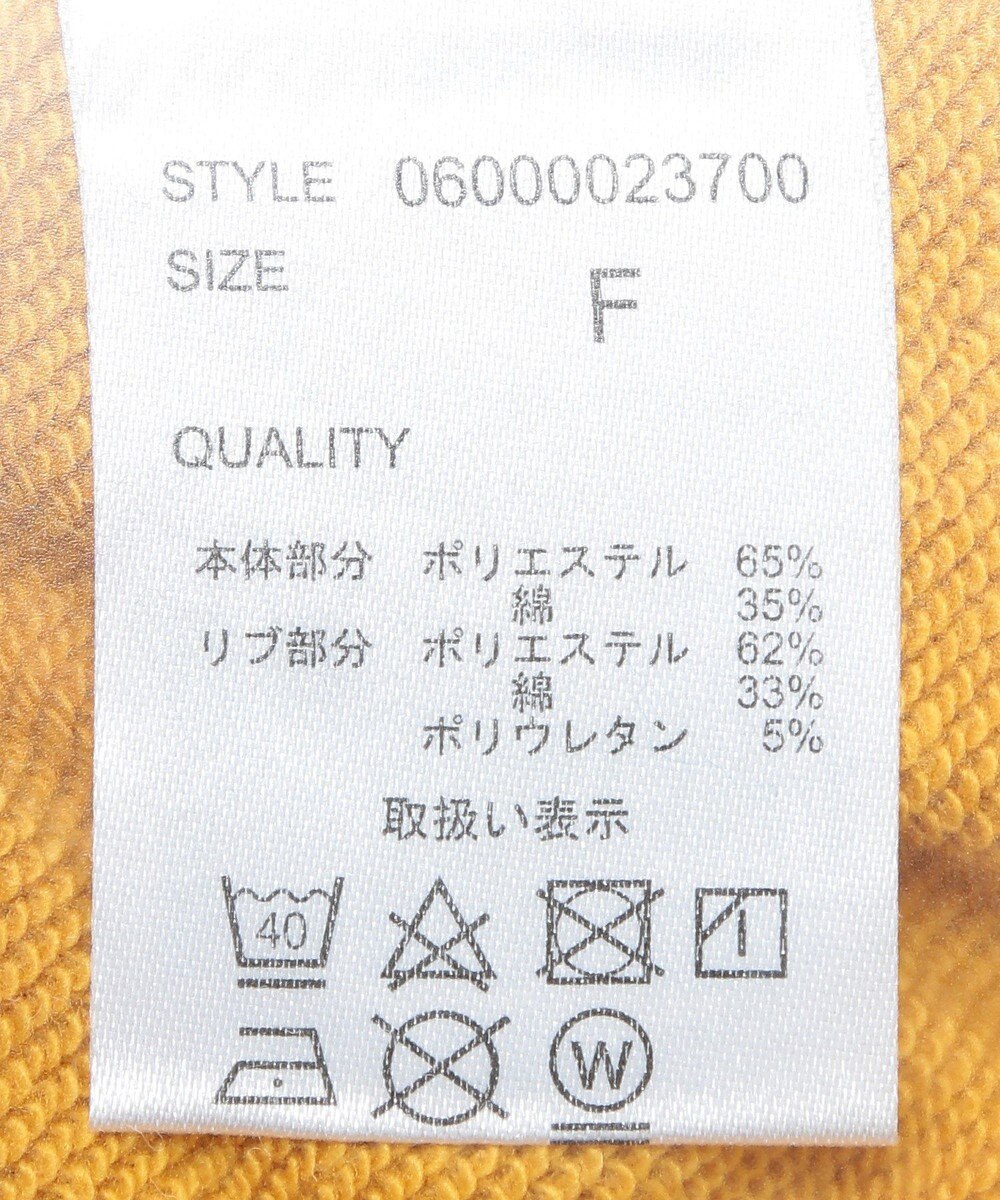 STYLE 06000023700
SIZE F
QUALITY
本体部分 ポリエステル 65%
綿 35%
リブ部分 ポリエステル 62%
綿 33%
ポリウレタン 5%
取扱い表示
40
W